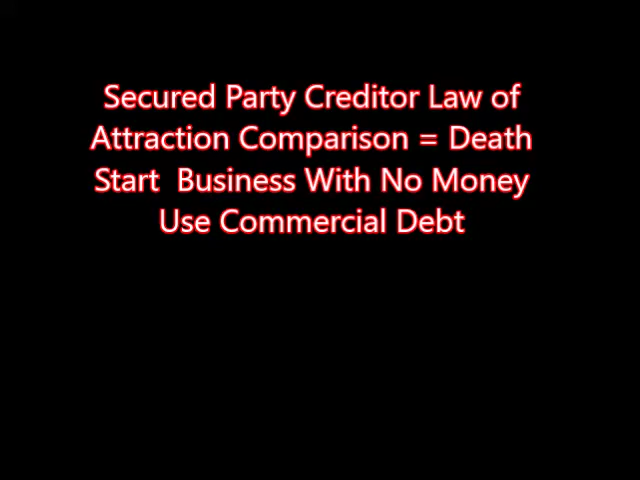 Secured Party Creditor Law of
Attraction Comparison = Death
Start  Business With No Money
Use Commercial Debt